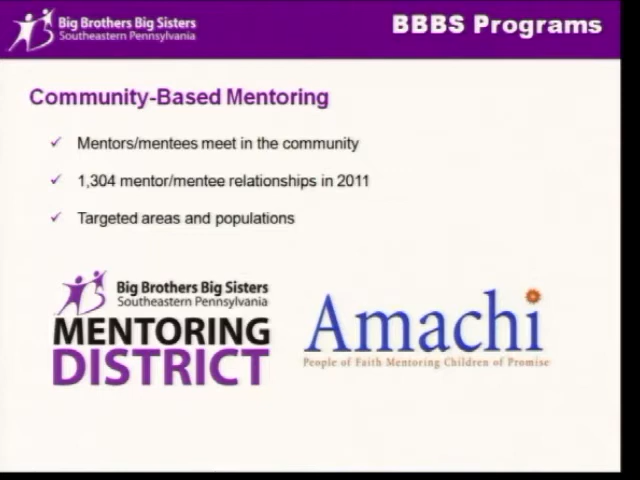 Big Brothers Big Sisters
Southeastern Pennsylvania
BBBS Programs
Community-Based Mentoring
✓ Mentors/mentees meet in the community
✓ 1,304 mentor/mentee relationships in 2011
✓ Targeted areas and populations
Big Brothers Big Sisters
Southeastern Pennsylvania
MENTORING
DISTRICT
Amachi
People of Faith Mentoring Children of Promise